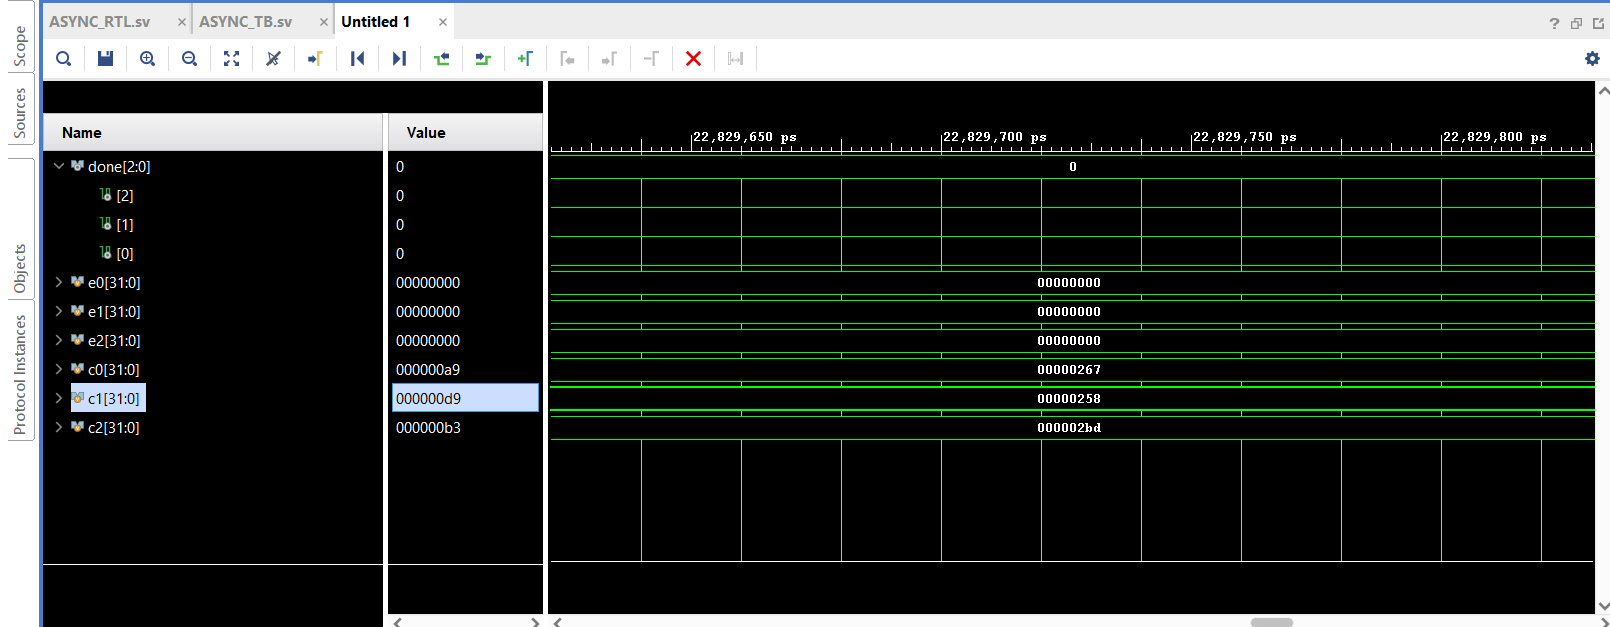 ASYNC_RTL.sv × ASYNC_TB.sv × Untitled 1 ×
?
Scope
Sources
Objects
Protocol Instances
Name Value
22,829,650 ps 22,829,700 ps 22,829,750 ps 22,829,800 ps
done[2:0] 0 0
[2] 0
[1] 0
[0] 0
e0[31:0] 00000000 00000000
e1[31:0] 00000000 00000000
e2[31:0] 00000000 00000000
c0[31:0] 000000a9 00000267
c1[31:0] 000000d9 00000258
c2[31:0] 000000b3 000002bd